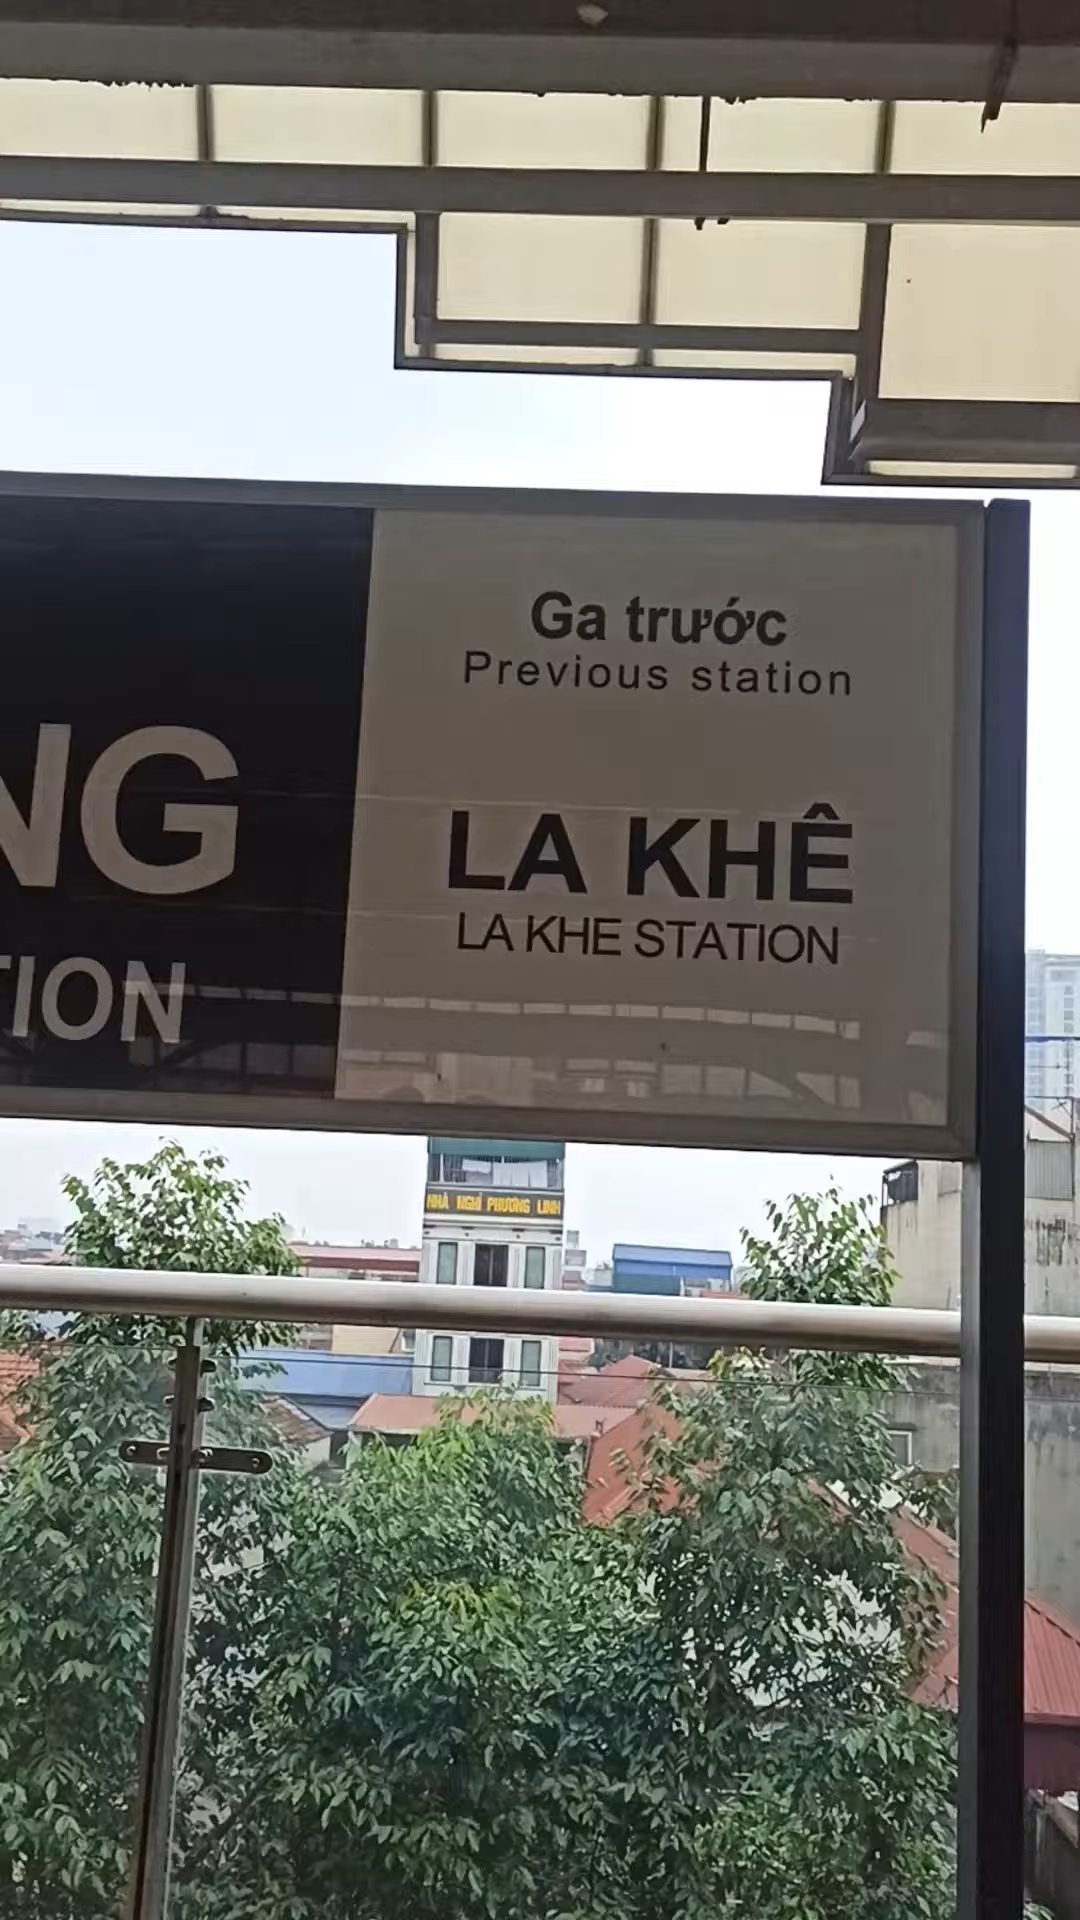 Ga trước
Previous station
NG
TION
LA KHÊ
LA KHE STATION
NHÀ NGHỈ PHƯƠNG LINH